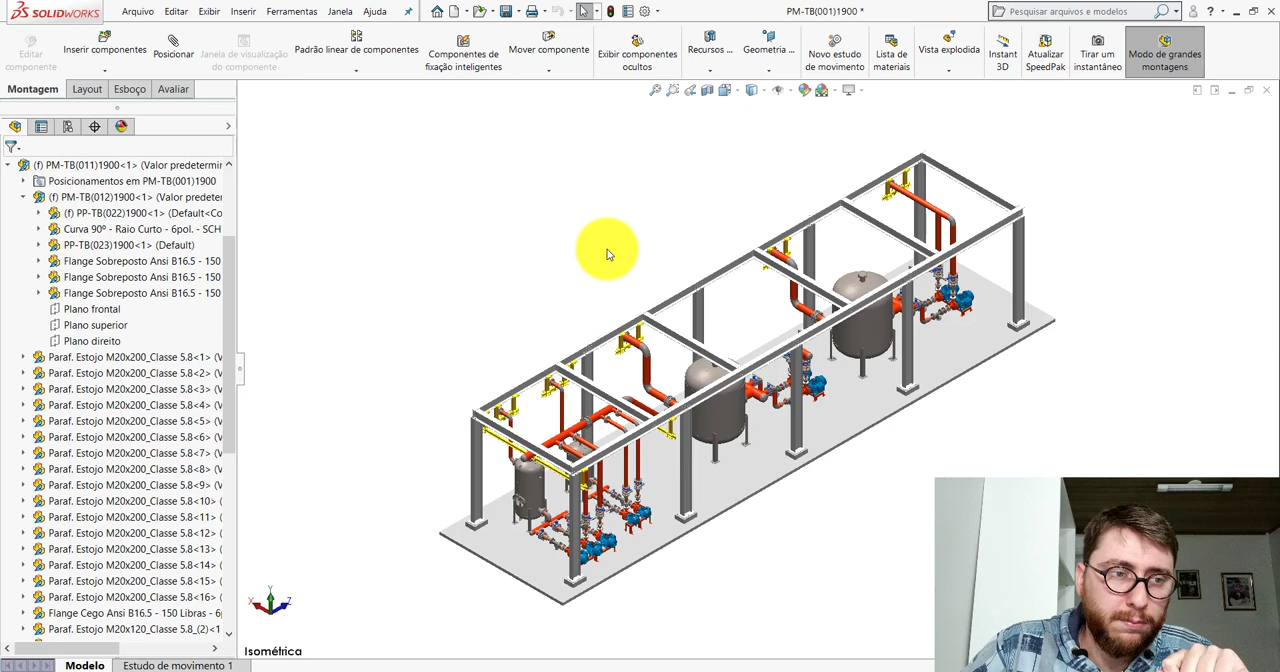 SOLIDWORKS
Arquivo Editar Exibir Inserir Ferramentas Janela Ajuda
PM-TB(001)1900 *
Pesquisar arquivos e modelos
Editar componente
Inserir componentes
Posicionar
Janela de visualização do componente
Padrão linear de componentes
Componentes de fixação inteligentes
Mover componente
Exibir componentes ocultos
Recursos ...
Geometria ...
Novo estudo de movimento
Lista de materiais
Vista explodida
Instant 3D
Atualizar SpeedPak
Tirar um instantâneo
Modo de grandes montagens
Montagem Layout Esboço Avaliar
(f) PM-TB(011)1900<1> (Valor predetermin
Posicionamentos em PM-TB(001)1900
(f) PM-TB(012)1900<1> (Valor predeter
(f) PP-TB(022)1900<1> (Default<Co
Curva 90º - Raio Curto - 6pol. - SCH
PP-TB(023)1900<1> (Default)
Flange Sobreposto Ansi B16.5 - 150
Flange Sobreposto Ansi B16.5 - 150
Flange Sobreposto Ansi B16.5 - 150
Plano frontal
Plano superior
Plano direito
Paraf. Estojo M20x200_Classe 5.8<1> (V
Paraf. Estojo M20x200_Classe 5.8<2> (V
Paraf. Estojo M20x200_Classe 5.8<3> (V
Paraf. Estojo M20x200_Classe 5.8<4> (V
Paraf. Estojo M20x200_Classe 5.8<5> (V
Paraf. Estojo M20x200_Classe 5.8<6> (V
Paraf. Estojo M20x200_Classe 5.8<7> (V
Paraf. Estojo M20x200_Classe 5.8<8> (V
Paraf. Estojo M20x200_Classe 5.8<9> (V
Paraf. Estojo M20x200_Classe 5.8<10> (
Paraf. Estojo M20x200_Classe 5.8<11> (
Paraf. Estojo M20x200_Classe 5.8<12> (
Paraf. Estojo M20x200_Classe 5.8<13> (
Paraf. Estojo M20x200_Classe 5.8<14> (
Paraf. Estojo M20x200_Classe 5.8<15> (
Paraf. Estojo M20x200_Classe 5.8<16> (
Flange Cego Ansi B16.5 - 150 Libras - 6p
Paraf. Estojo M20x120_Classe 5.8_(2)<1
Y
X
Z
Isométrica
Modelo Estudo de movimento 1